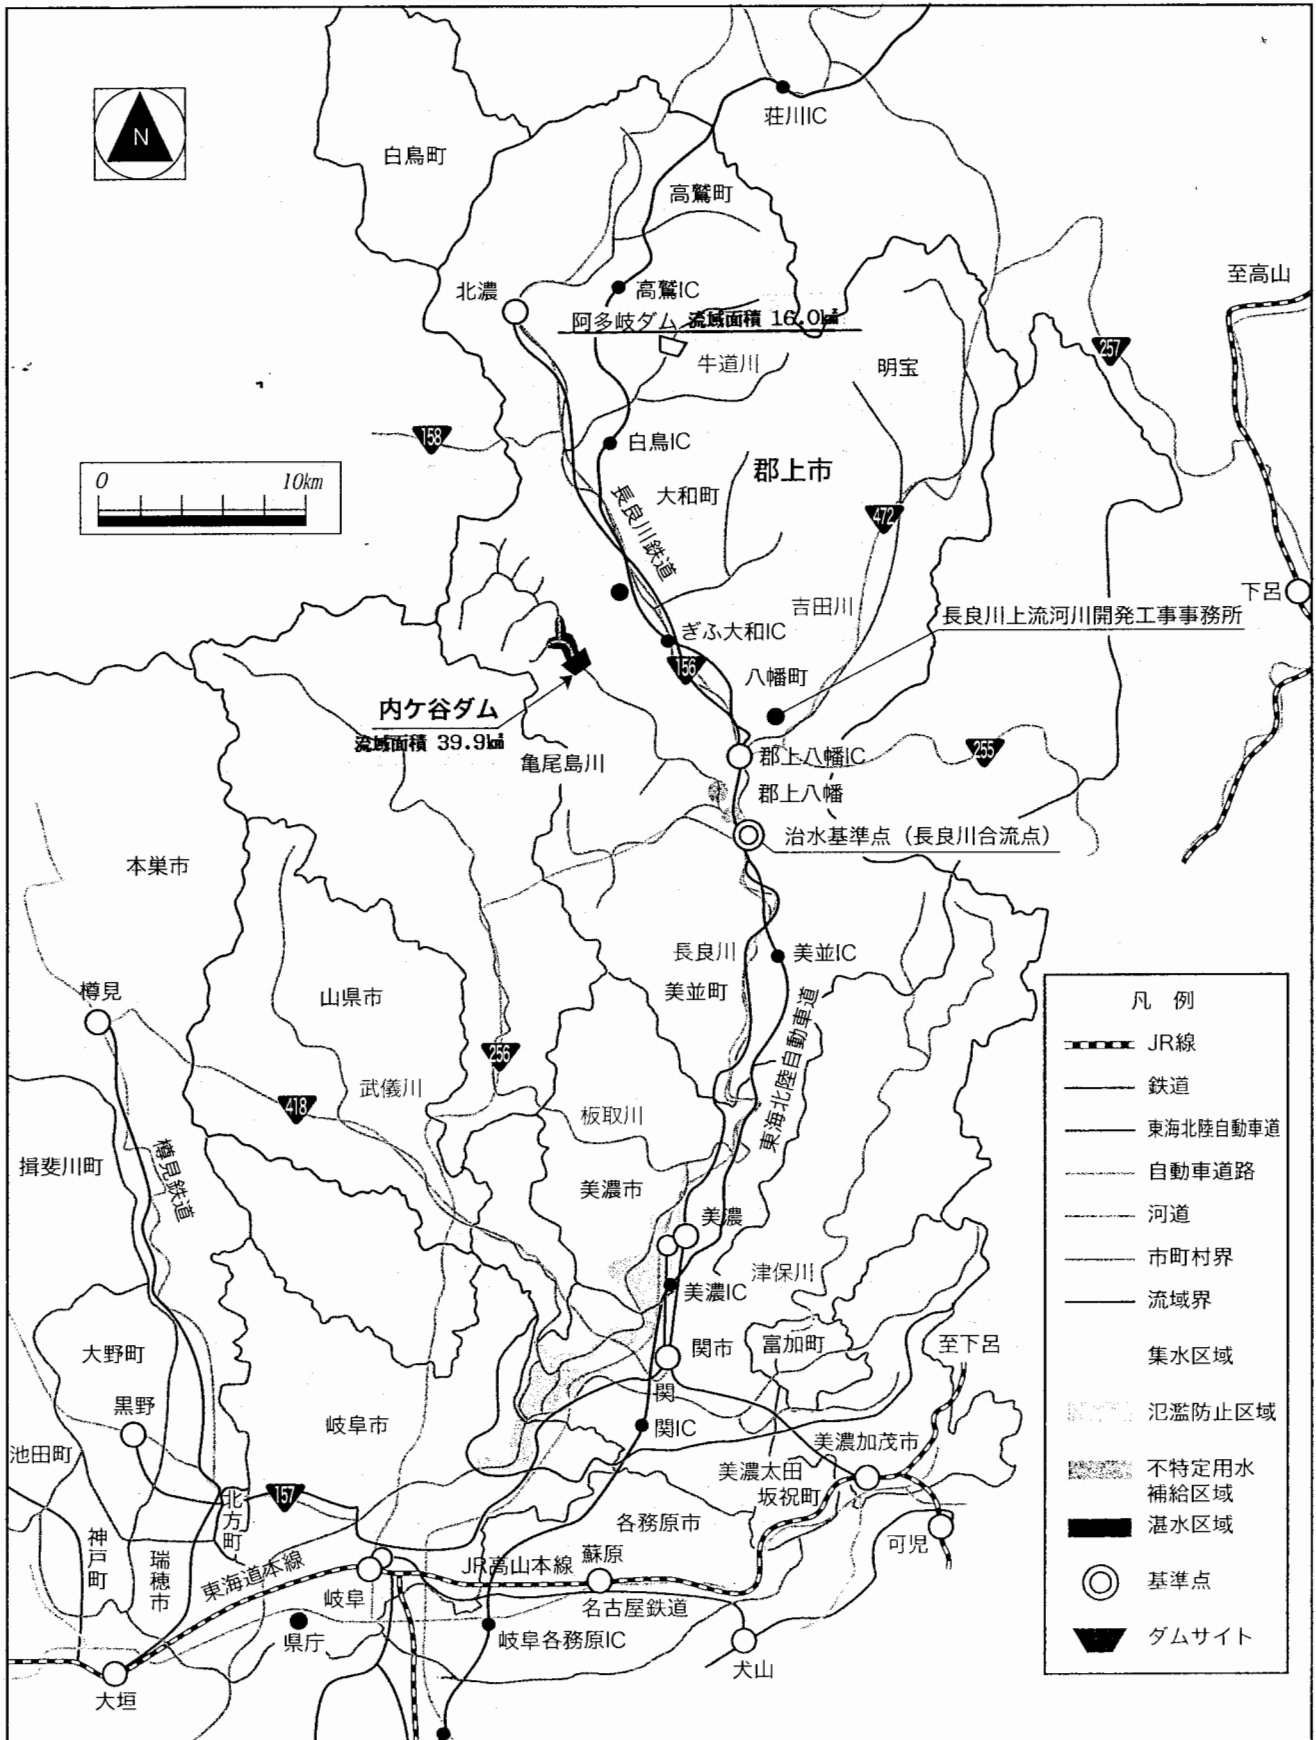 荘川IC
N
白鳥町
高鷲町
至高山
北濃
高鷲IC
阿多岐ダム 流域面積 16.0㎢
257
牛道川
明宝
158
白鳥IC
郡上市
0 10km
大和町
長良川鉄道
472
下呂
吉田川
長良川上流河川開発工事事務所
ぎふ大和IC
156
八幡町
内ケ谷ダム
流域面積 39.9㎢
亀尾島川
郡上八幡IC
255
郡上八幡
治水基準点（長良川合流点）
本巣市
長良川
美並IC
樽見
山県市
美並町
東海北陸自動車道
256
武儀川
418
板取川
揖斐川町
樽見鉄道
美濃市
美濃
津保川
美濃IC
大野町
関市
富加町
至下呂
黒野
関
岐阜市
関IC
池田町
美濃加茂市
美濃太田
坂祝町
157
北方町
各務原市
神戸町
瑞穂市
可児
東海道本線
JR高山本線
蘇原
岐阜
名古屋鉄道
県庁
岐阜各務原IC
犬山
大垣
凡 例
JR線
鉄道
東海北陸自動車道
自動車道路
河道
市町村界
流域界
集水区域
氾濫防止区域
不特定用水
補給区域
湛水区域
基準点
ダムサイト